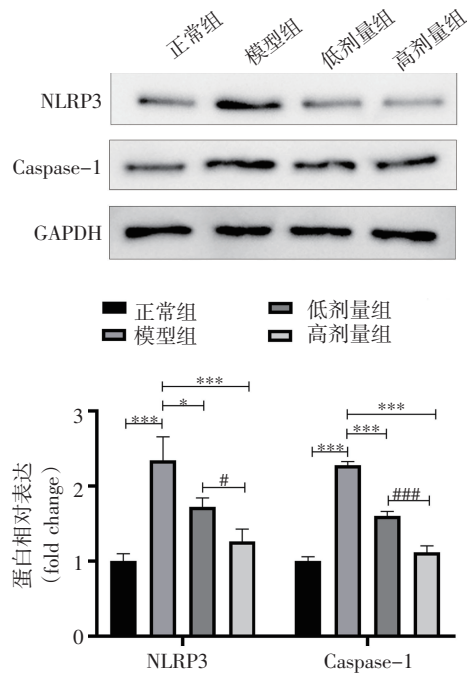 正常组 模型组 低剂量组 高剂量组
NLRP3
Caspase-1
GAPDH
正常组 低剂量组
模型组 高剂量组
蛋白相对表达
(fold change)
3
2
1
0
***
*
***
#
***
***
***
###
NLRP3 Caspase-1